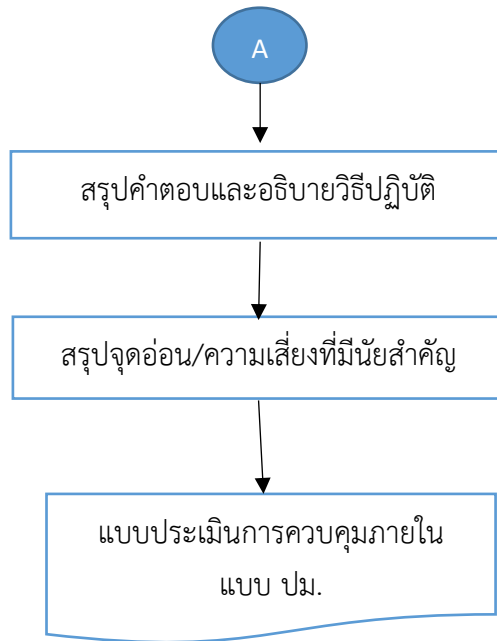 A
สรุปคำตอบและอธิบายวิธีปฏิบัติ
สรุปจุดอ่อน/ความเสี่ยงที่มีนัยสำคัญ
แบบประเมินการควบคุมภายใน
แบบ ปม.